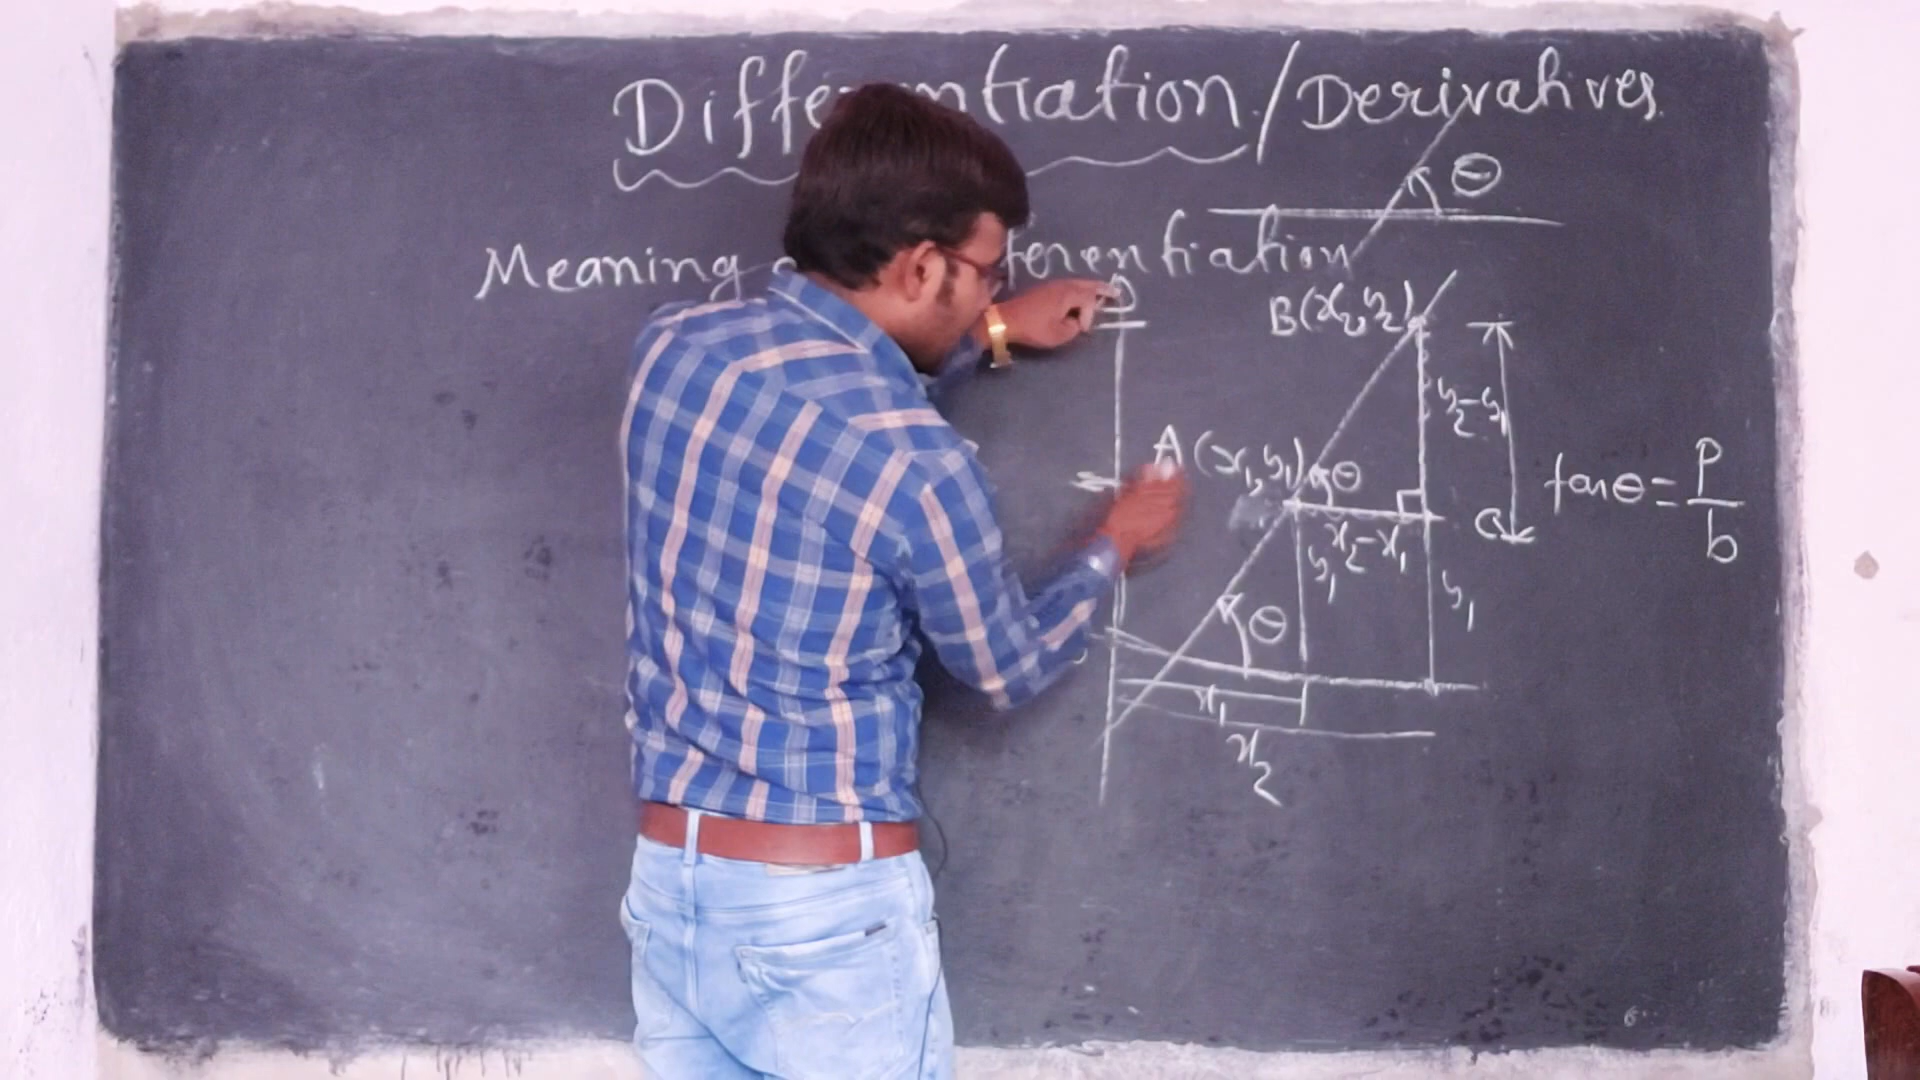 Differentiation / Derivatives
θ
Meaning of Differentiation
B(x₂, y₂)
y₂-y₁
A(x₁, y₁) θ
tanθ = P/b
x₂-x₁
y₁ y₁
θ
x₁
x₂